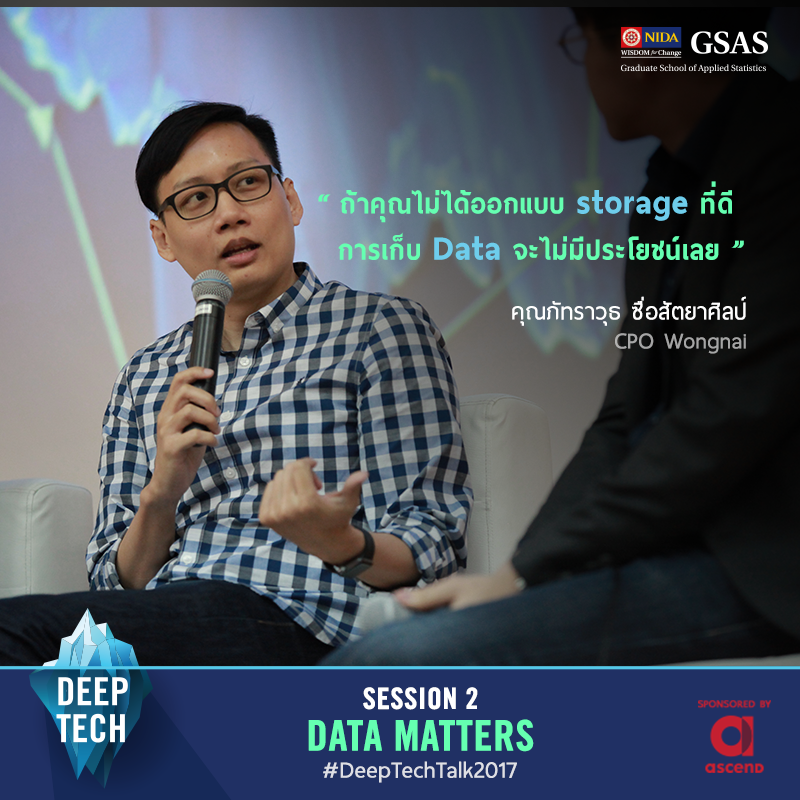 NIDA
WISDOM for Change
GSAS
Graduate School of Applied Statistics
“ ถ้าคุณไม่ได้ออกแบบ storage ที่ดี
การเก็บ Data จะไม่มีประโยชน์เลย ”
คุณภัทราวุธ ซื่อสัตยาศิลป์
CPO Wongnai
DEEP
TECH
SESSION 2
DATA MATTERS
#DeepTechTalk2017
SPONSORED BY
ascend